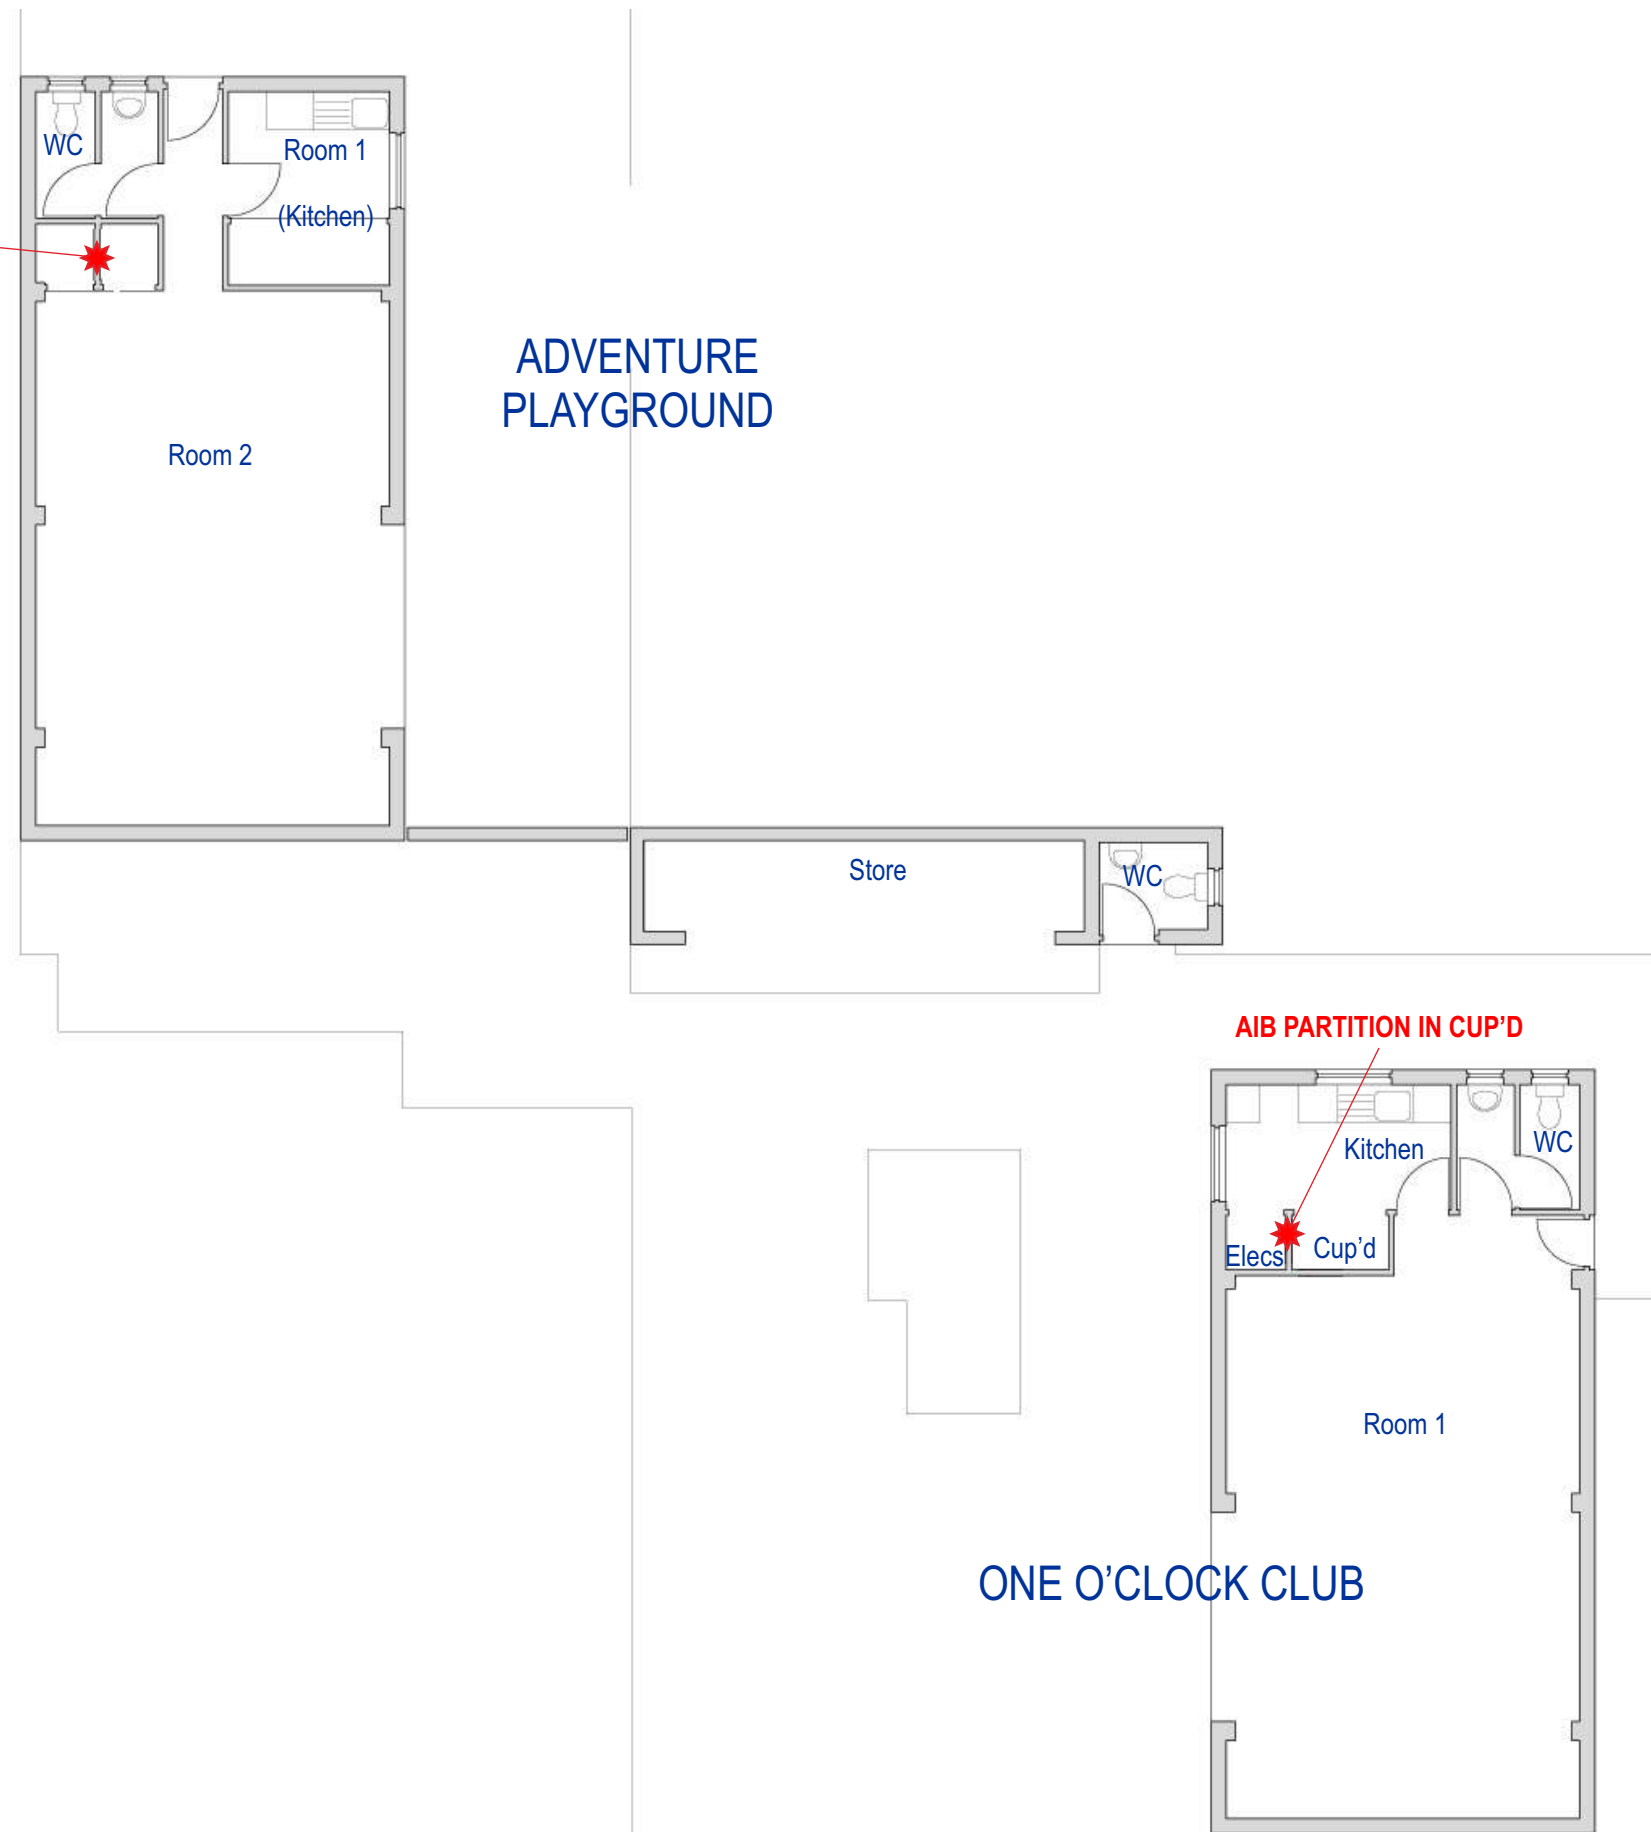 WC
Room 1
(Kitchen)
ADVENTURE
PLAYGROUND
Room 2
Store
WC
AIB PARTITION IN CUP’D
Kitchen
WC
Elecs
Cup’d
Room 1
ONE O’CLOCK CLUB